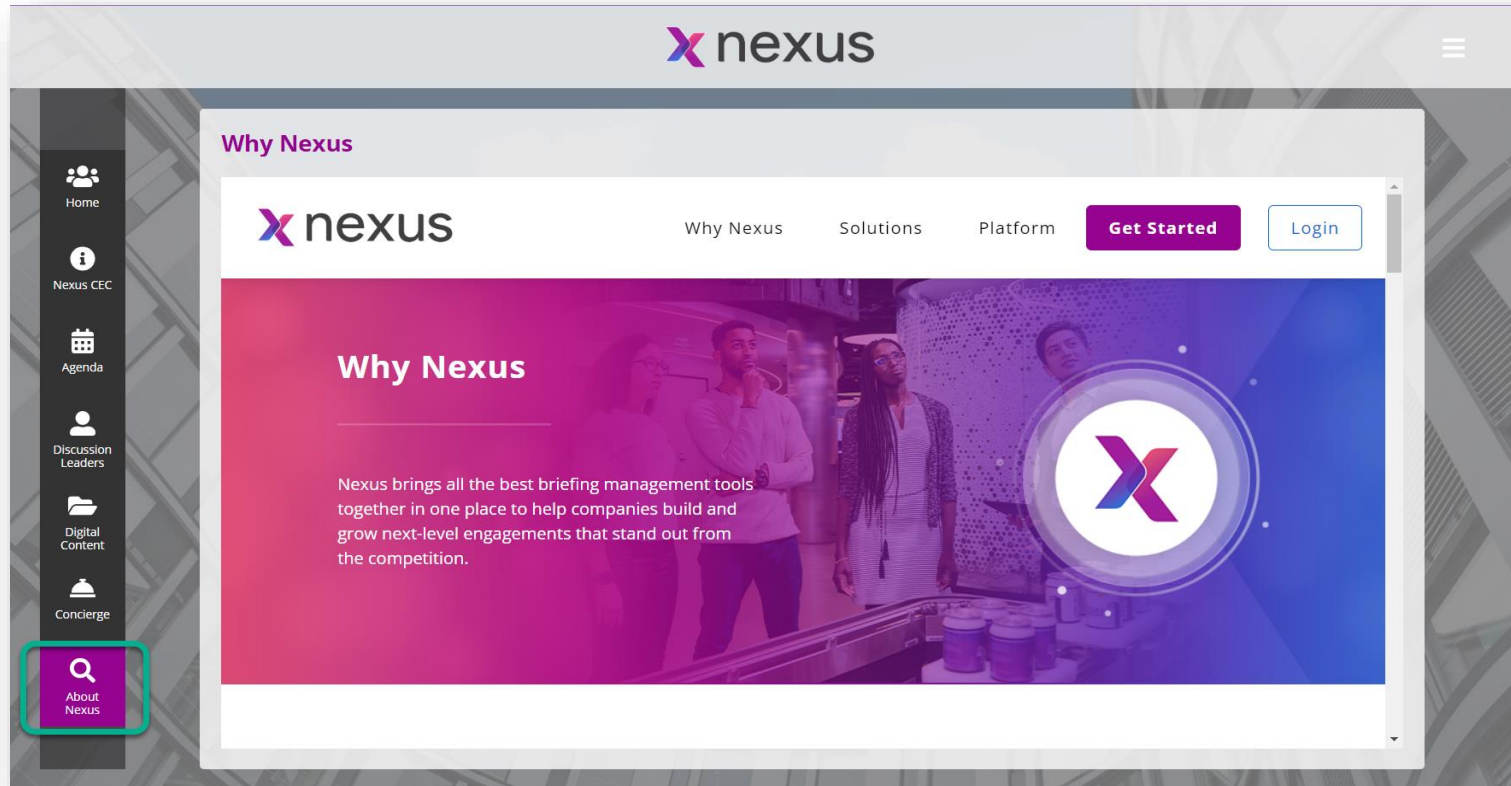 nexus
Home
Nexus CEC
Agenda
Discussion
Leaders
Digital
Content
Concierge
About
Nexus
Why Nexus
nexus
Why Nexus Solutions Platform Get Started Login
Why Nexus
Nexus brings all the best briefing management tools
together in one place to help companies build and
grow next-level engagements that stand out from
the competition.